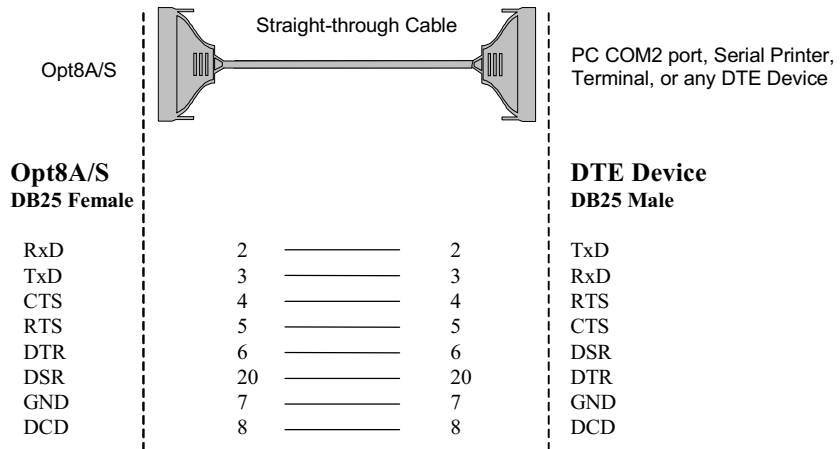 Straight-through Cable
Opt8A/S
PC COM2 port, Serial Printer,
Terminal, or any DTE Device
Opt8A/S DTE Device
DB25 Female DB25 Male
RxD 2 2 TxD
TxD 3 3 RxD
CTS 4 4 RTS
RTS 5 5 CTS
DTR 6 6 DSR
DSR 20 20 DTR
GND 7 7 GND
DCD 8 8 DCD